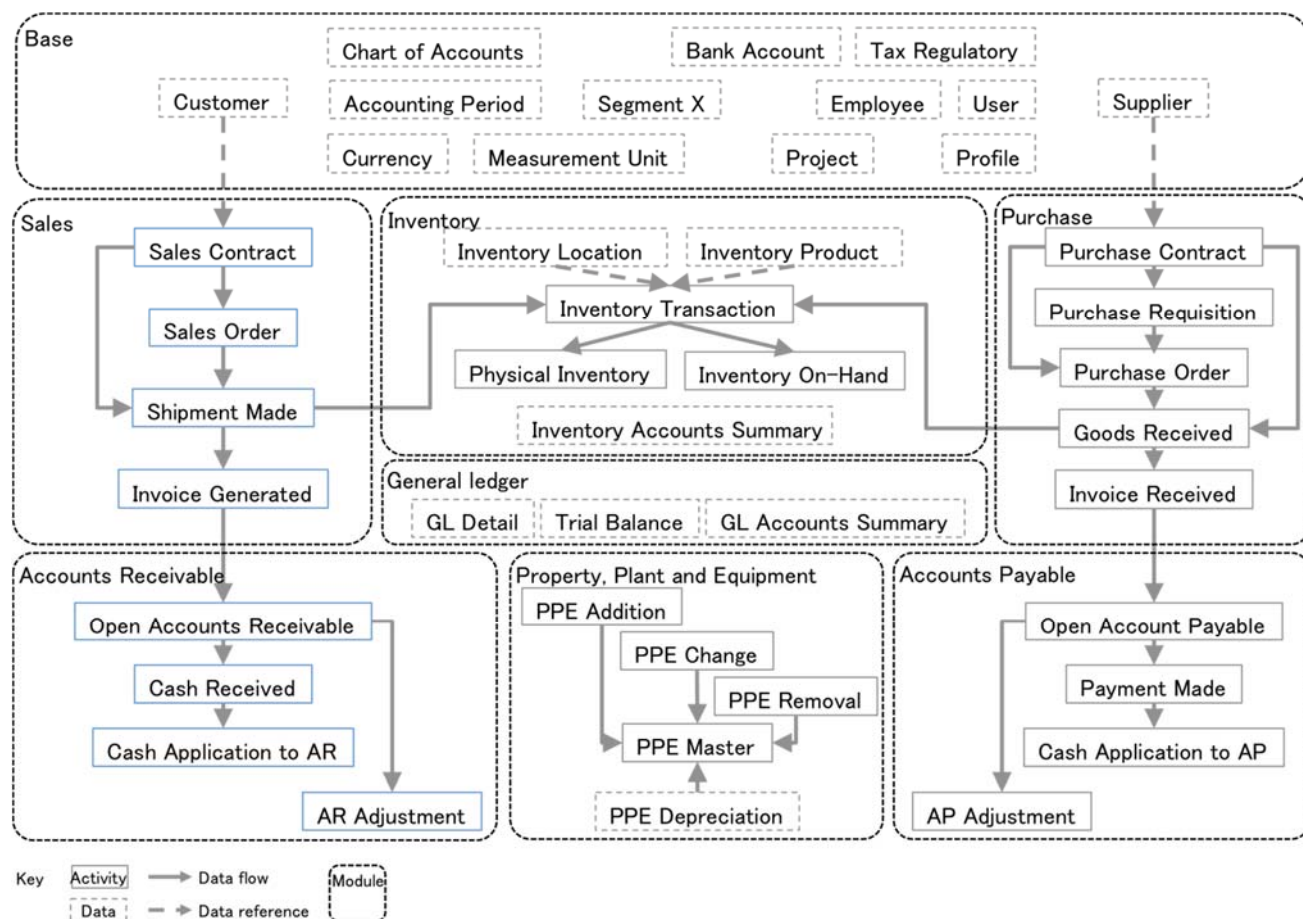 Base
Chart of Accounts
Bank Account
Tax Regulatory
Customer
Accounting Period
Segment X
Employee
User
Supplier
Currency
Measurement Unit
Project
Profile
Sales
Sales Contract
Sales Order
Shipment Made
Invoice Generated
Inventory
Inventory Location
Inventory Product
Inventory Transaction
Physical Inventory
Inventory On-Hand
Inventory Accounts Summary
Purchase
Purchase Contract
Purchase Requisition
Purchase Order
Goods Received
Invoice Received
General ledger
GL Detail
Trial Balance
GL Accounts Summary
Accounts Receivable
Open Accounts Receivable
Cash Received
Cash Application to AR
AR Adjustment
Property, Plant and Equipment
PPE Addition
PPE Change
PPE Removal
PPE Master
PPE Depreciation
Accounts Payable
Open Account Payable
Payment Made
Cash Application to AP
AP Adjustment
Key
Activity
Data flow
Module
Data
Data reference